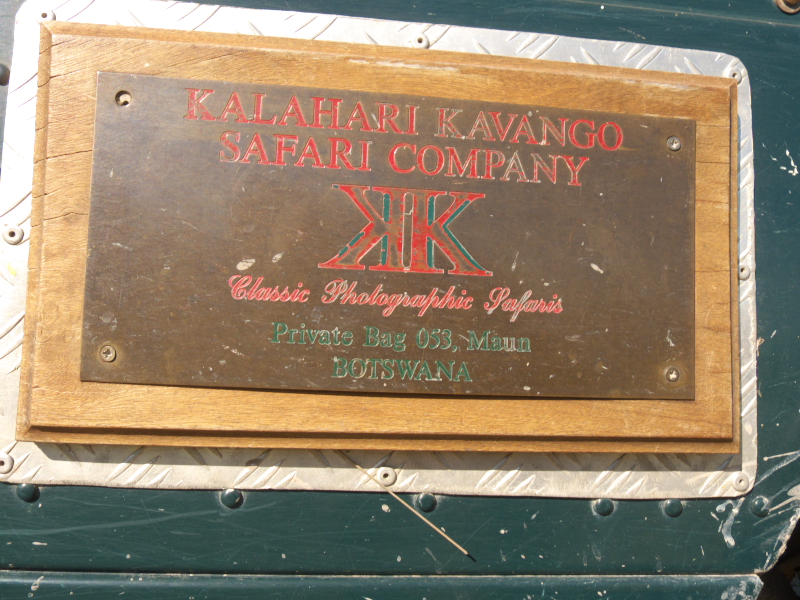 KALAHARI KAVANGO
SAFARI COMPANY
KK
Classic Photographic Safaris
Private Bag 053, Maun
BOTSWANA